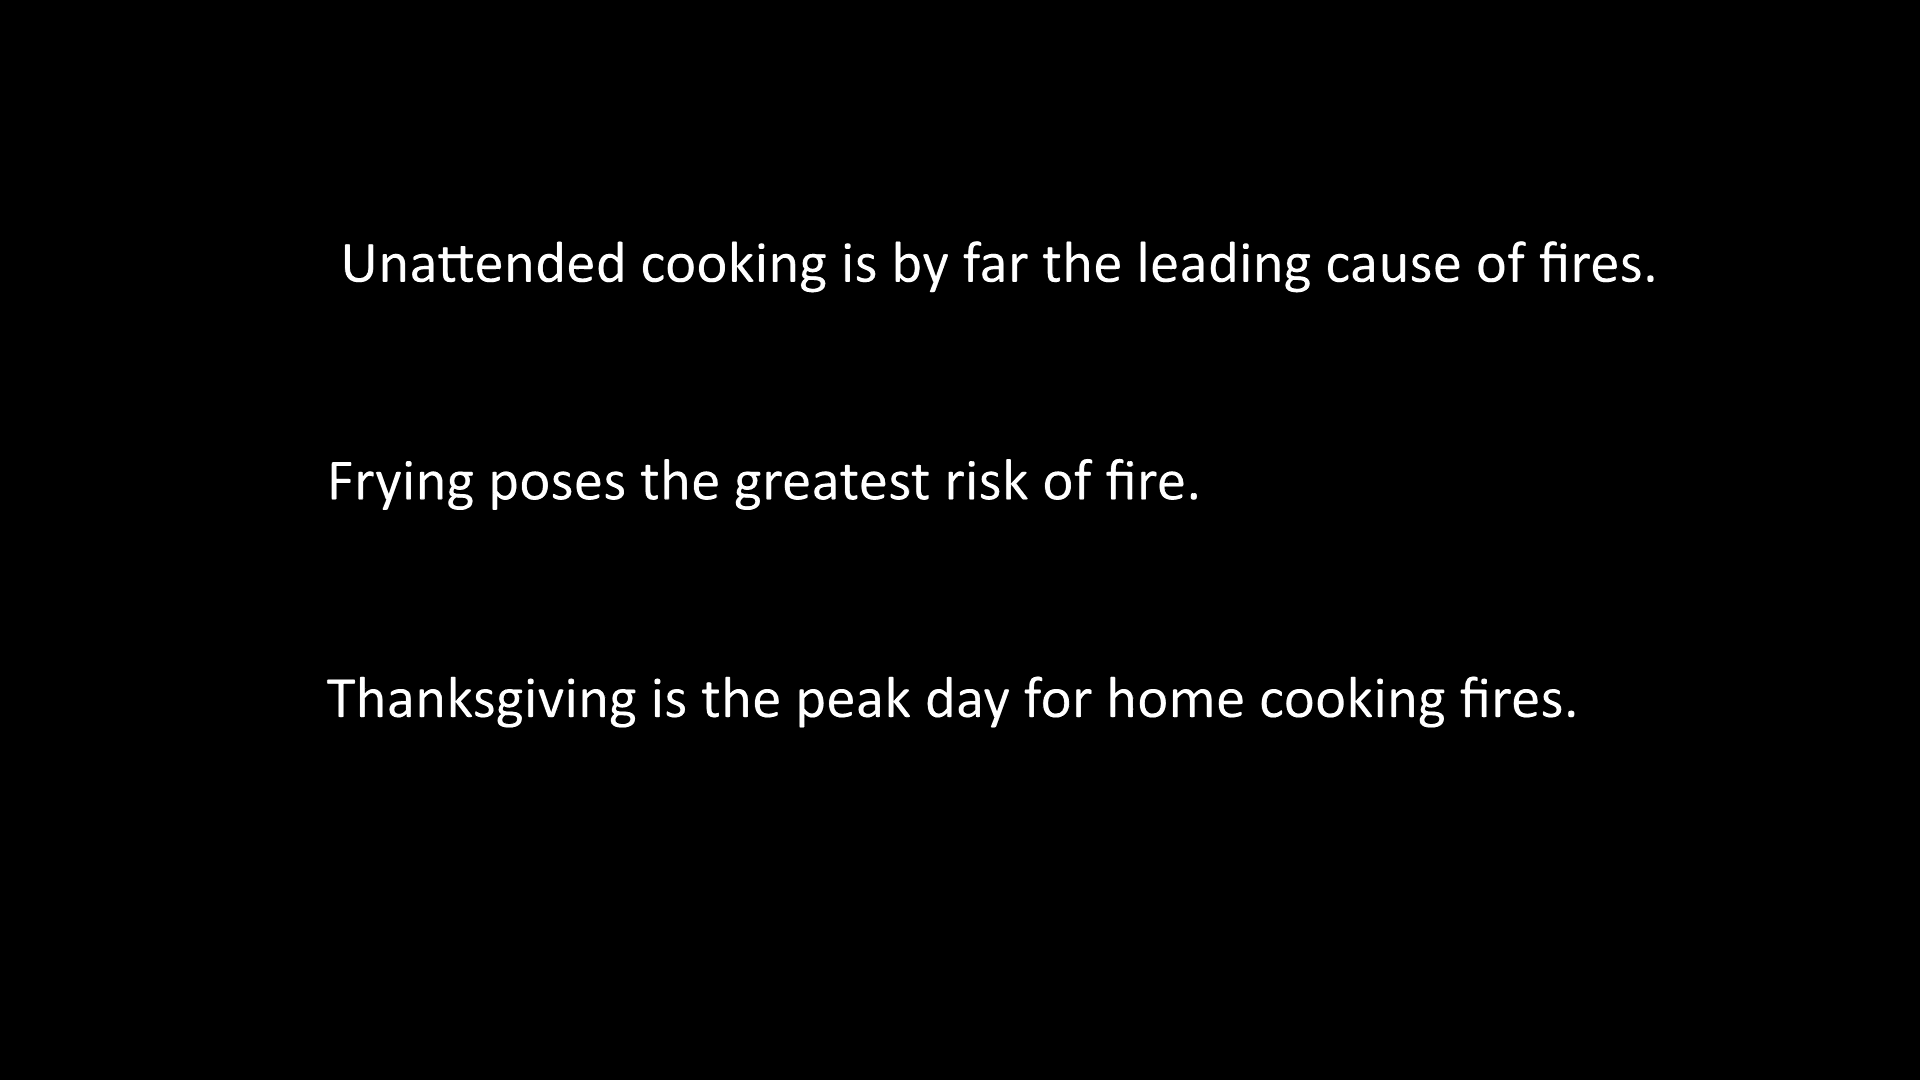 Unattended cooking is by far the leading cause of fires.
Frying poses the greatest risk of fire.
Thanksgiving is the peak day for home cooking fires.